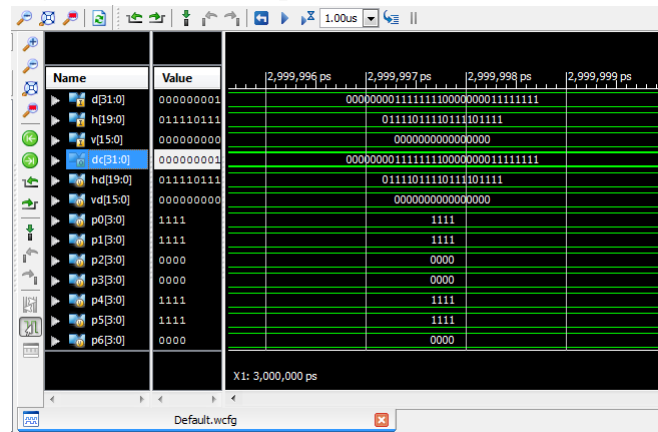 1.00us
Name Value 2,999,996 ps 2,999,997 ps 2,999,998 ps 2,999,999 ps
d[31:0] 000000001 00000000111111110000000011111111
h[19:0] 011110111 01111011110111101111
v[15:0] 000000000 0000000000000000
dc[31:0] 000000001 00000000111111110000000011111111
hd[19:0] 011110111 01111011110111101111
vd[15:0] 000000000 0000000000000000
p0[3:0] 1111 1111
p1[3:0] 1111 1111
p2[3:0] 0000 0000
p3[3:0] 0000 0000
p4[3:0] 1111 1111
p5[3:0] 1111 1111
p6[3:0] 0000 0000
X1: 3,000,000 ps
Default.wcfg